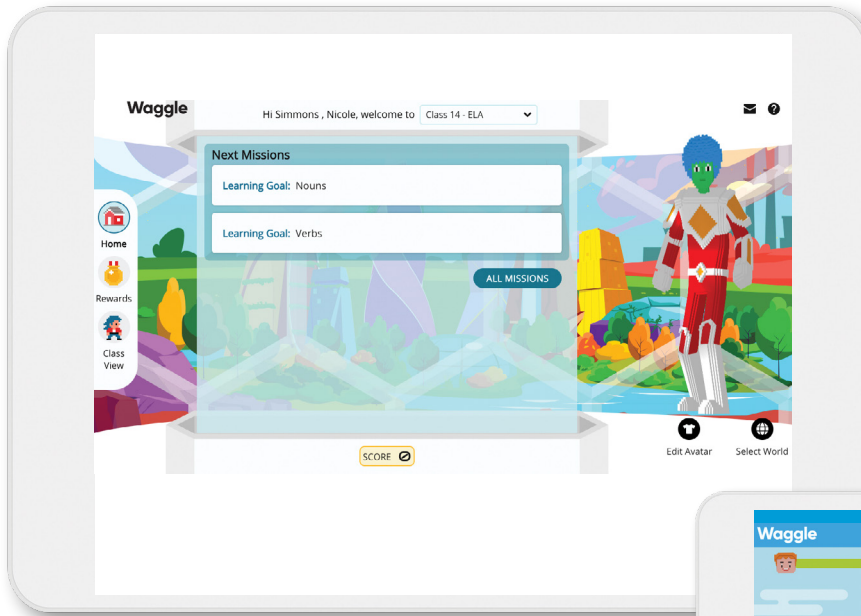 Waggle
Hi Simmons , Nicole, welcome to Class 14 - ELA
Next Missions
Learning Goal: Nouns
Learning Goal: Verbs
ALL MISSIONS
Home
Rewards
Class
View
SCORE 0
Edit Avatar
Select World
Waggle